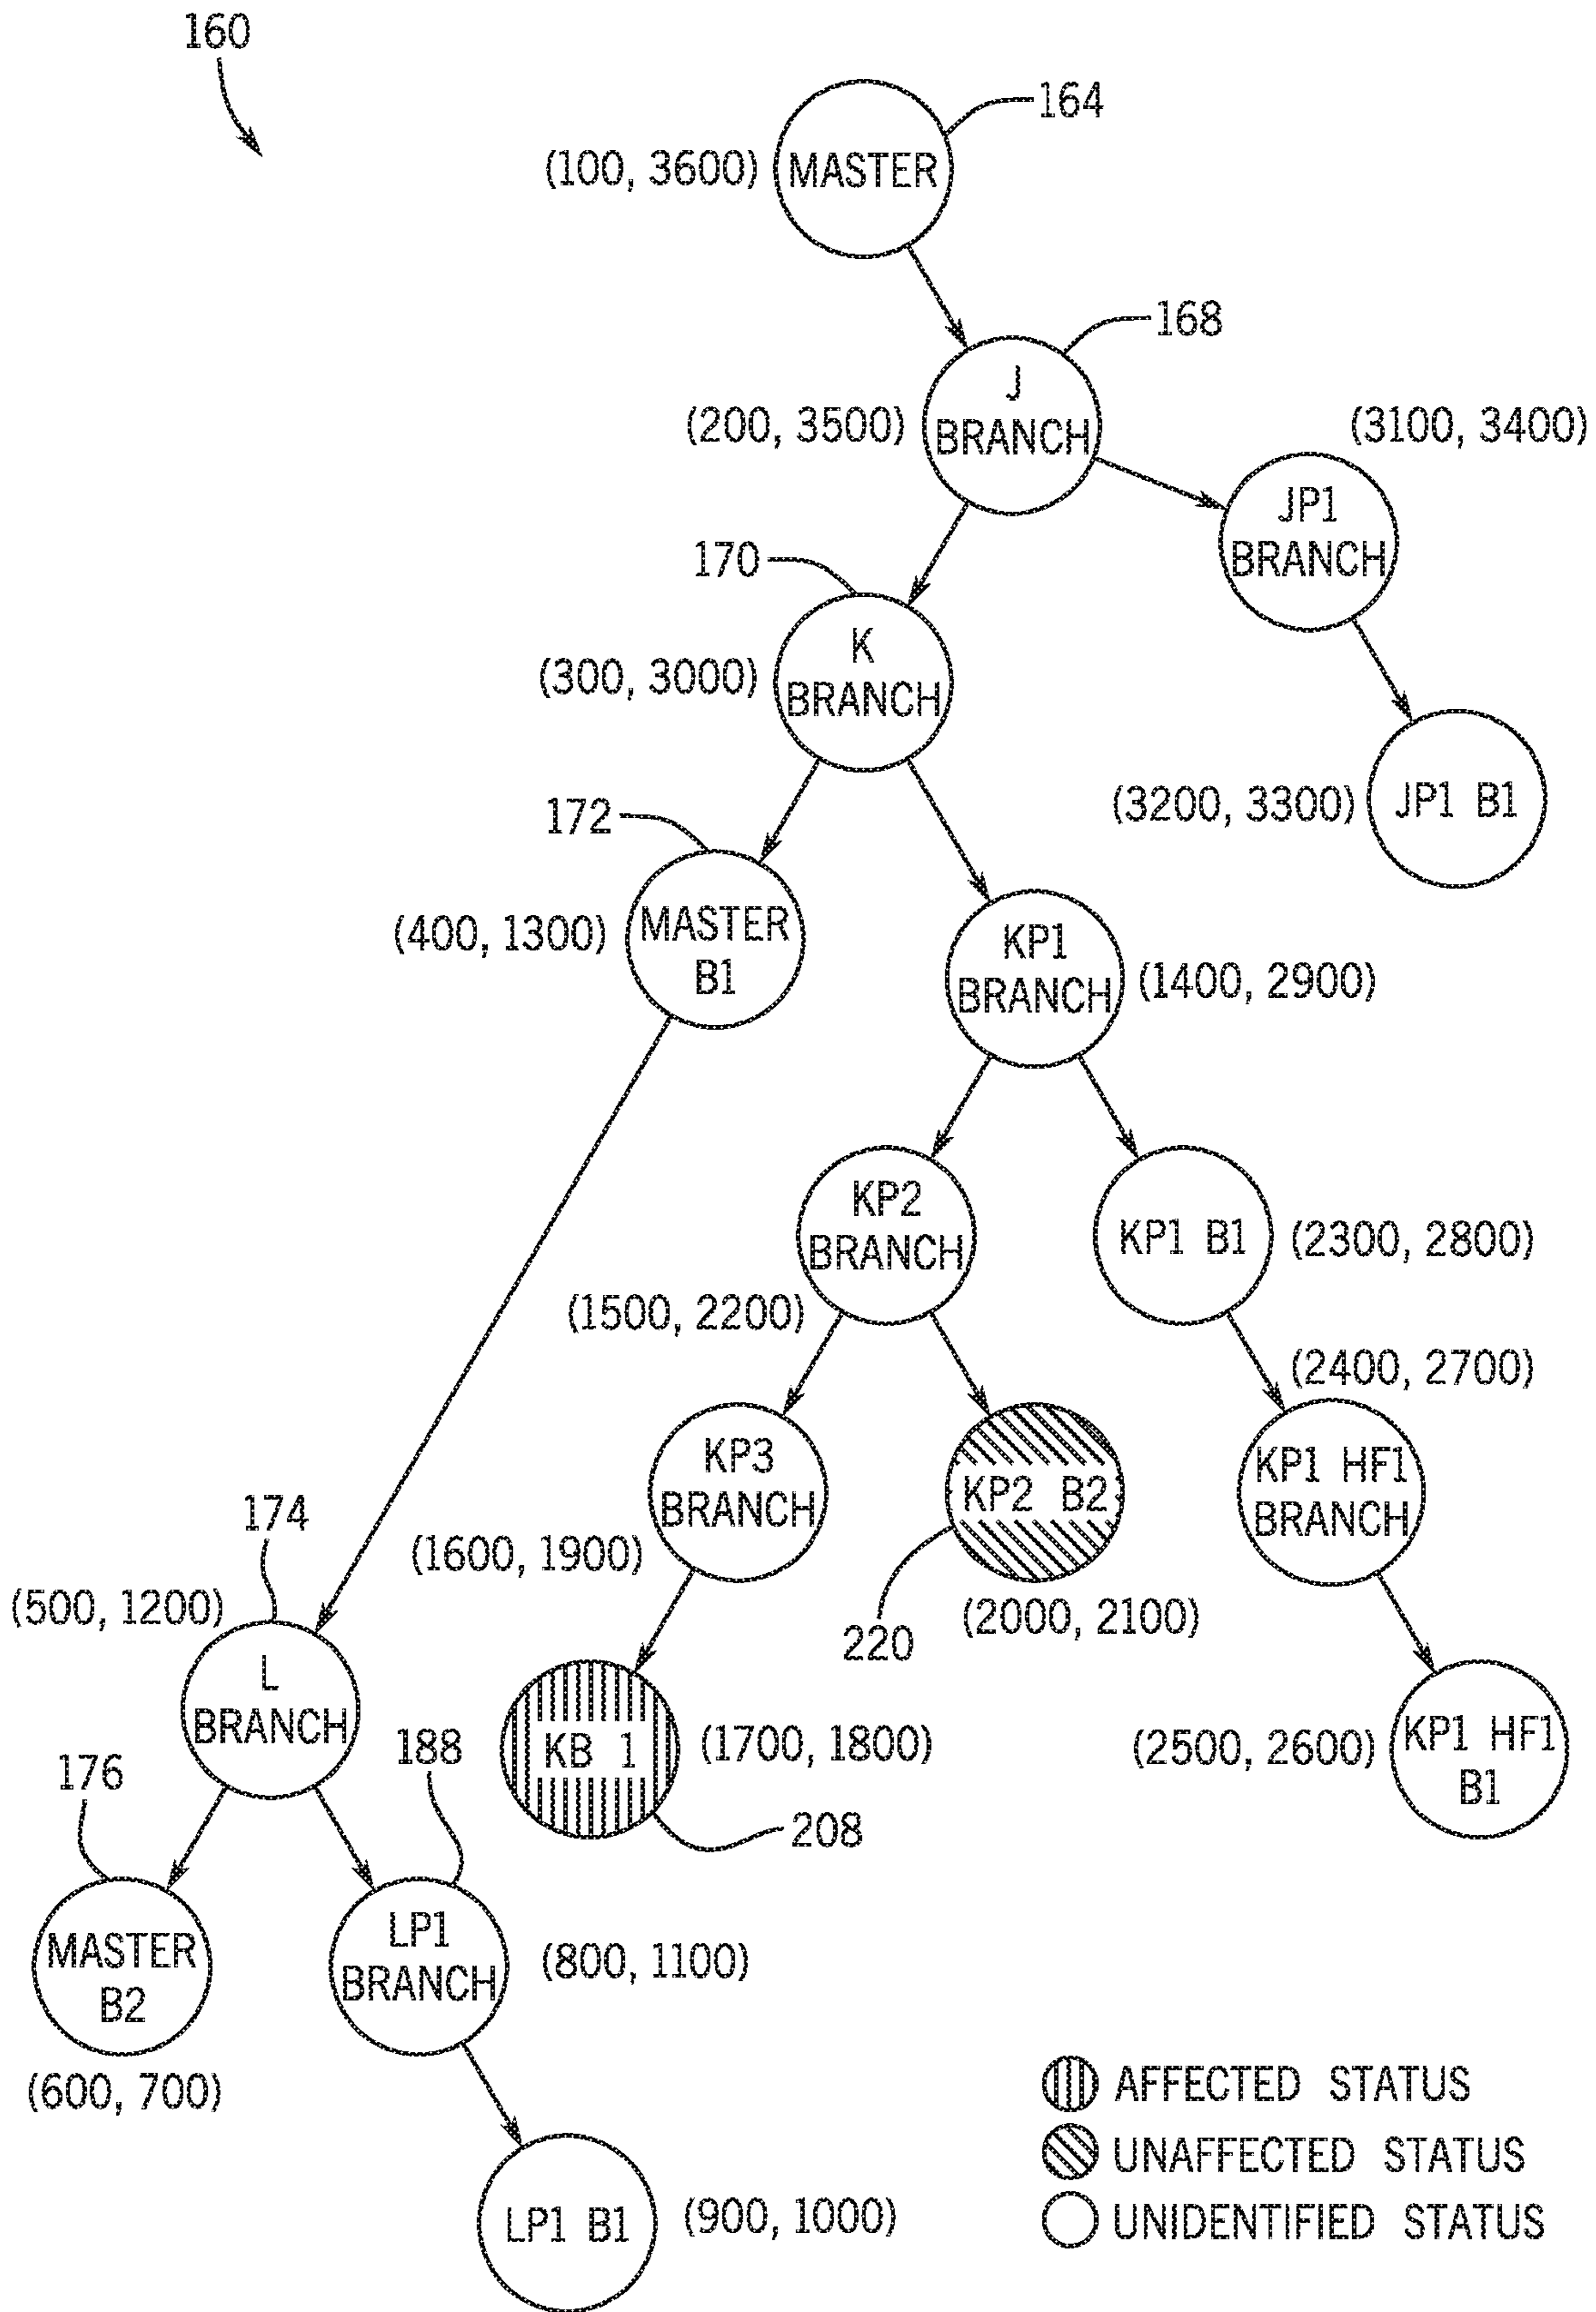 160
164
(100, 3600)
MASTER
168
J
BRANCH
(200, 3500)
(3100, 3400)
JP1
BRANCH
170
K
BRANCH
(300, 3000)
172
(3200, 3300)
JP1 B1
(400, 1300)
MASTER
B1
KP1
BRANCH
(1400, 2900)
KP2
BRANCH
KP1 B1
(2300, 2800)
(1500, 2200)
(2400, 2700)
KP3
BRANCH
KP2 B2
KP1 HF1
BRANCH
174
(1600, 1900)
(500, 1200)
220
(2000, 2100)
L
BRANCH
176
188
KB 1
(1700, 1800)
(2500, 2600)
KP1 HF1
B1
208
MASTER
B2
LP1
BRANCH
(800, 1100)
(600, 700)
LP1 B1
(900, 1000)
AFFECTED STATUS
UNAFFECTED STATUS
UNIDENTIFIED STATUS